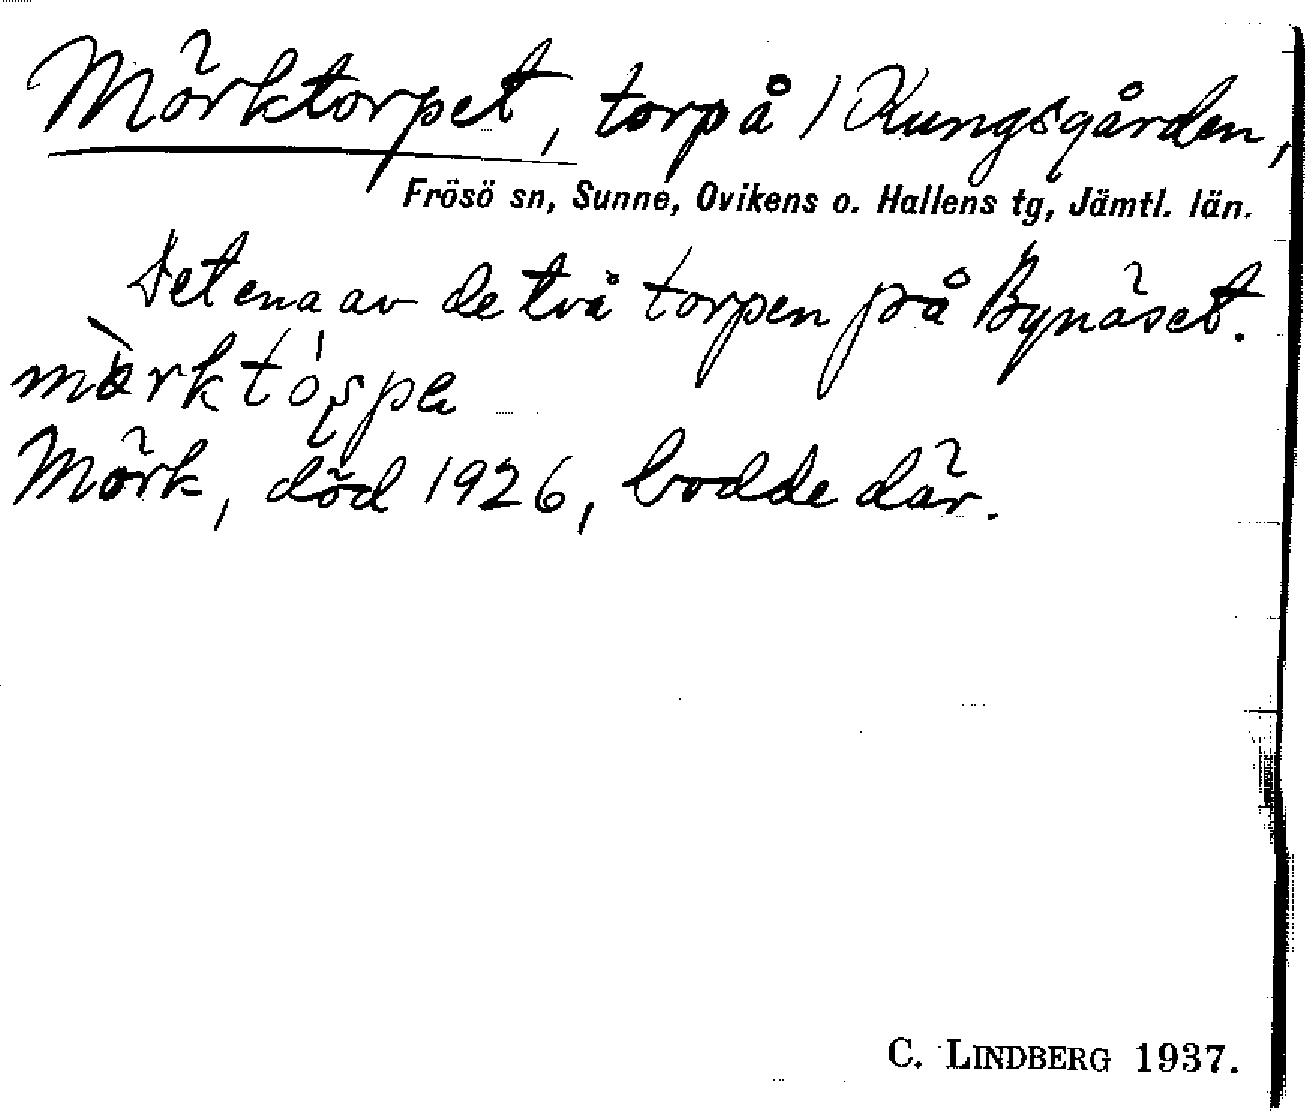 Mörktorpet, torp å 1 Kungsgården,
Frösö sn, Sunne, Ovikens o. Hallens tg, Jämtl. län.
Det ena av de två torpen på Bynäset.
Mörk, död 1926, bodde där.
C. LINDBERG 1937.